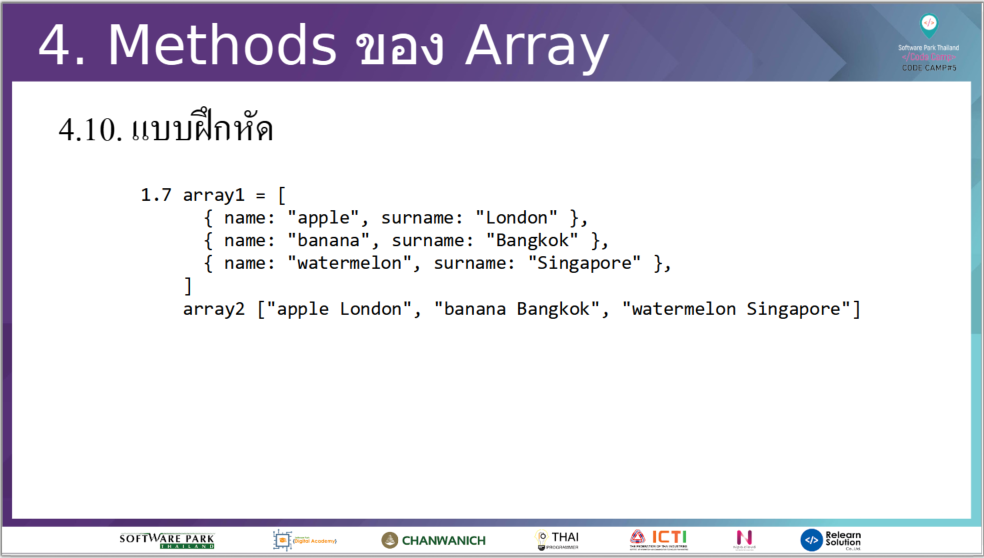 4. Methods ของ Array
Software Park Thailand
CODE CAMP#5
4.10. แบบฝึกหัด
1.7 array1 = [
{ name: "apple", surname: "London" },
{ name: "banana", surname: "Bangkok" },
{ name: "watermelon", surname: "Singapore" },
]
array2 ["apple London", "banana Bangkok", "watermelon Singapore"]
SOFTWARE PARK
THAILAND
Digital Academy
CHANWANICH
THAI
PROGRAMMER
ICTI
N
</>
Relearn
Solution
Co.,Ltd.